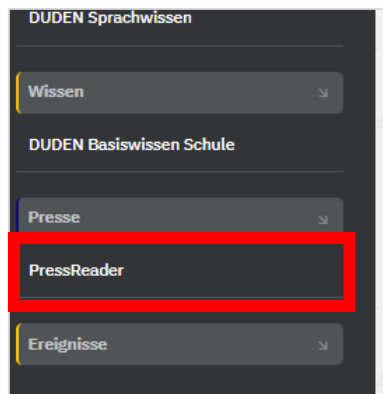 DUDEN Sprachwissen
Wissen
DUDEN Basiswissen Schule
Presse
PressReader
Ereignisse